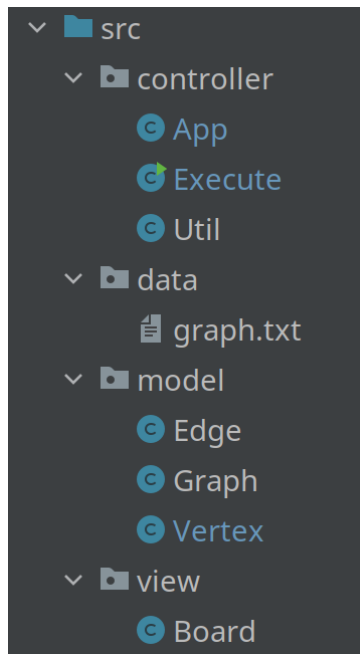 src
controller
App
Execute
Util
data
graph.txt
model
Edge
Graph
Vertex
view
Board